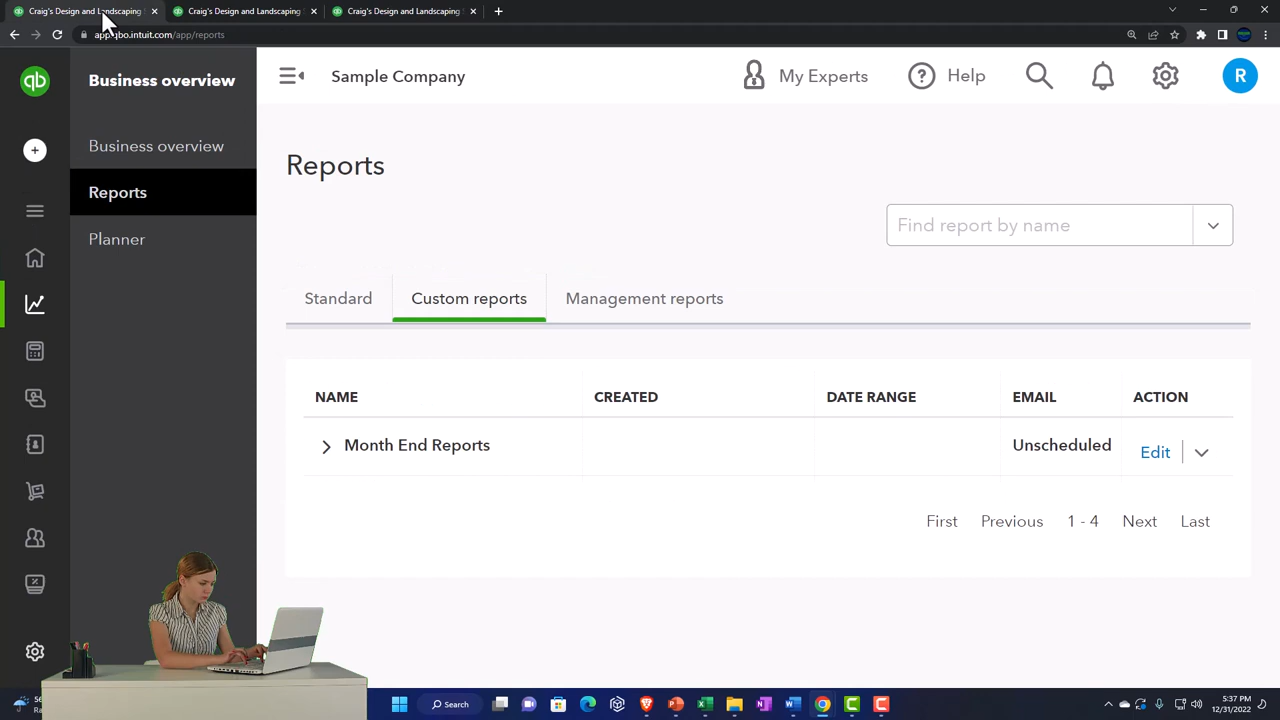 Craig's Design and Landscaping
Craig's Design and Landscaping
Craig's Design and Landscaping
app.qbo.intuit.com/app/reports
qb
Business overview
Sample Company
My Experts
Help
R
Business overview
Reports
Planner
Reports
Find report by name
Standard
Custom reports
Management reports
NAME
CREATED
DATE RANGE
EMAIL
ACTION
Month End Reports
Unscheduled
Edit
First
Previous
1 - 4
Next
Last
Search
5:37 PM
12/31/2022